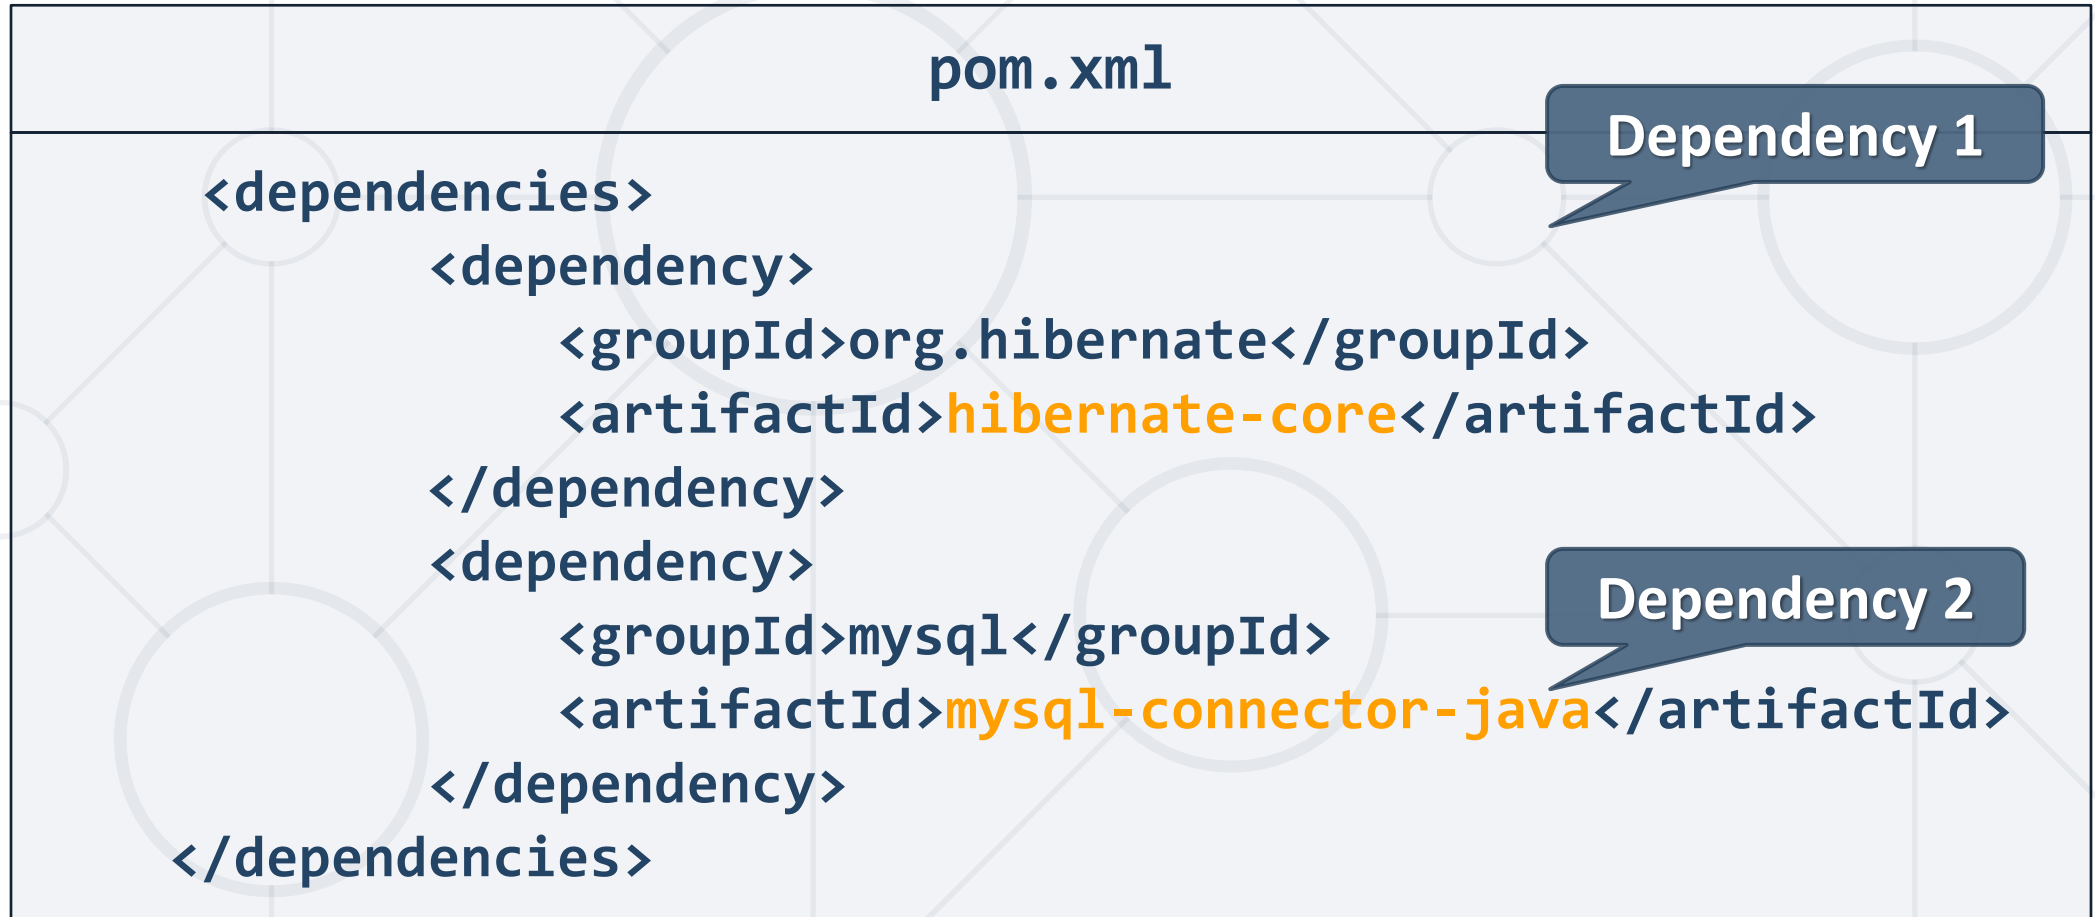 pom.xml
Dependency 1
<dependencies>
<dependency>
<groupId>org.hibernate</groupId>
<artifactId>hibernate-core</artifactId>
</dependency>
<dependency>
Dependency 2
<groupId>mysql</groupId>
<artifactId>mysql-connector-java</artifactId>
</dependency>
</dependencies>